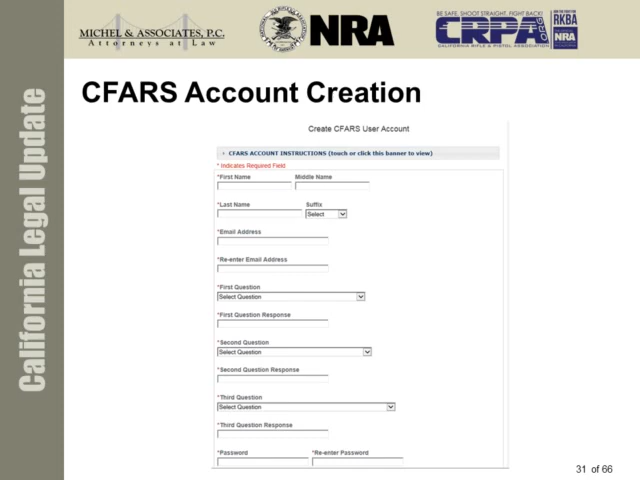 MICHEL & ASSOCIATES, P.C.
Attorneys at Law
NRA
BE SAFE, SHOOT STRAIGHT, FIGHT BACK!
CRPA.ORG
CALIFORNIA RIFLE & PISTOL ASSOCIATION
RKBA
NRA
California Legal Update
CFARS Account Creation
Create CFARS User Account
CFARS ACCOUNT INSTRUCTIONS (touch or click this banner to view)
* Indicates Required Field
*First Name Middle Name
*Last Name Suffix
Select
*Email Address
*Re-enter Email Address
*First Question
Select Question
*First Question Response
*Second Question
Select Question
*Second Question Response
*Third Question
Select Question
*Third Question Response
*Password *Re-enter Password
31 of 66